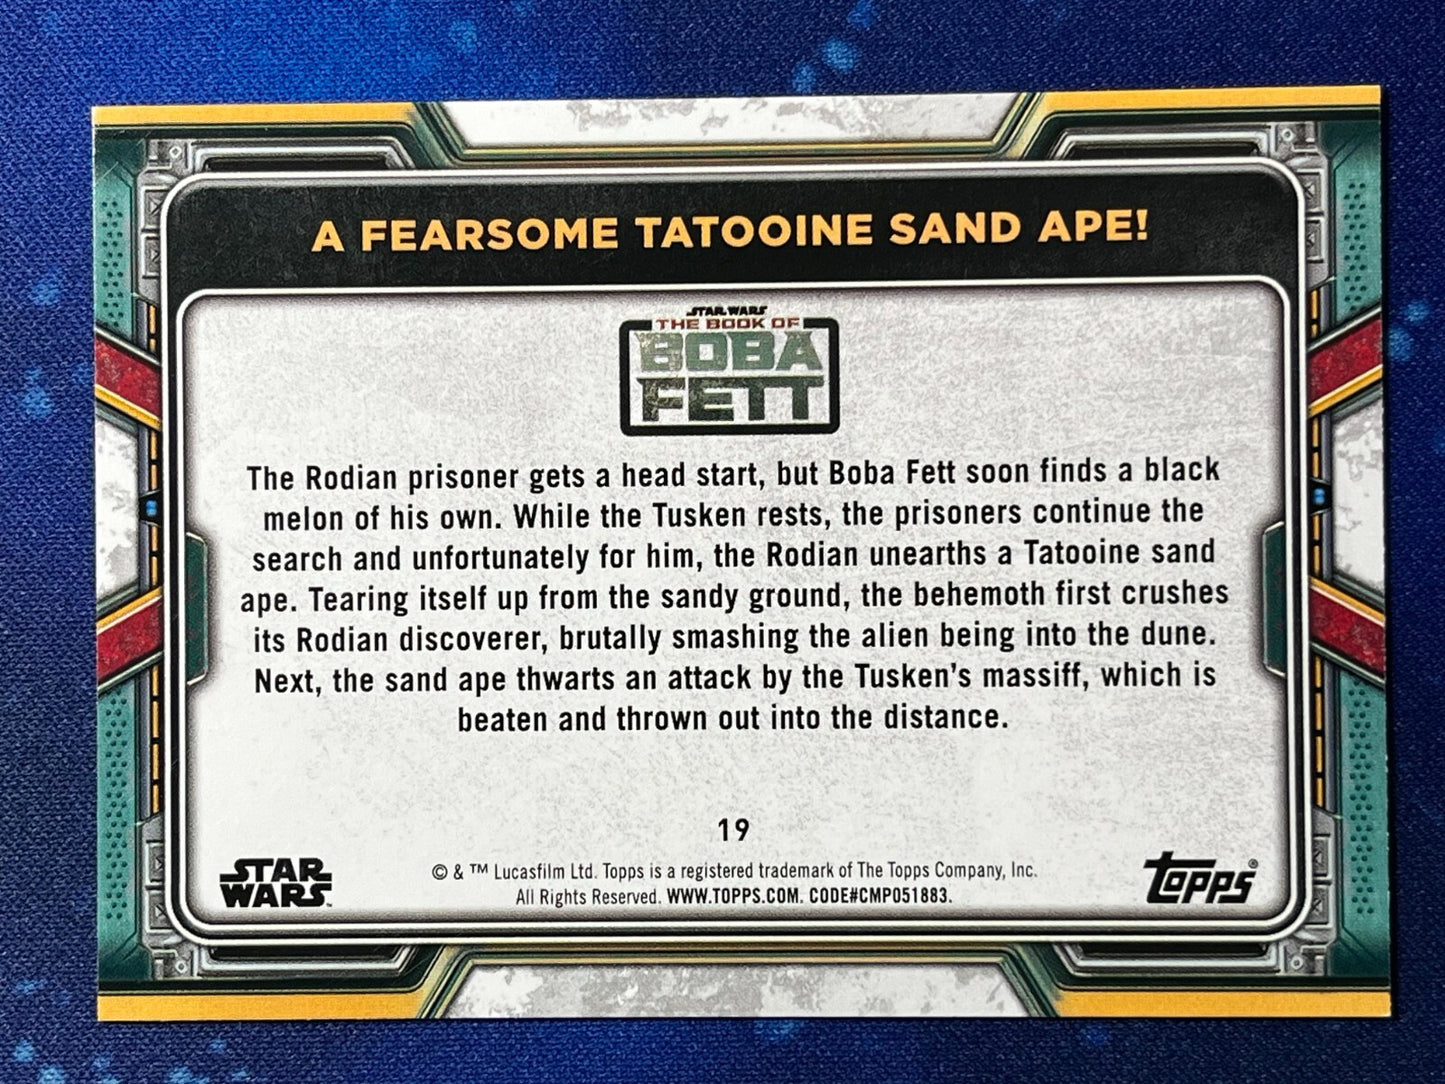 A FEARSOME TATOOINE SAND APE!
STAR WARS
THE BOOK OF
BOBA
FETT
The Rodian prisoner gets a head start, but Boba Fett soon finds a black
melon of his own. While the Tusken rests, the prisoners continue the
search and unfortunately for him, the Rodian unearths a Tatooine sand
ape. Tearing itself up from the sandy ground, the behemoth first crushes
its Rodian discoverer, brutally smashing the alien being into the dune.
Next, the sand ape thwarts an attack by the Tusken's massiff, which is
beaten and thrown out into the distance.
19
STAR
WARS
© & ™ Lucasfilm Ltd. Topps is a registered trademark of The Topps Company, Inc.
All Rights Reserved. WWW.TOPPS.COM. CODE#CMP051883.
Topps®